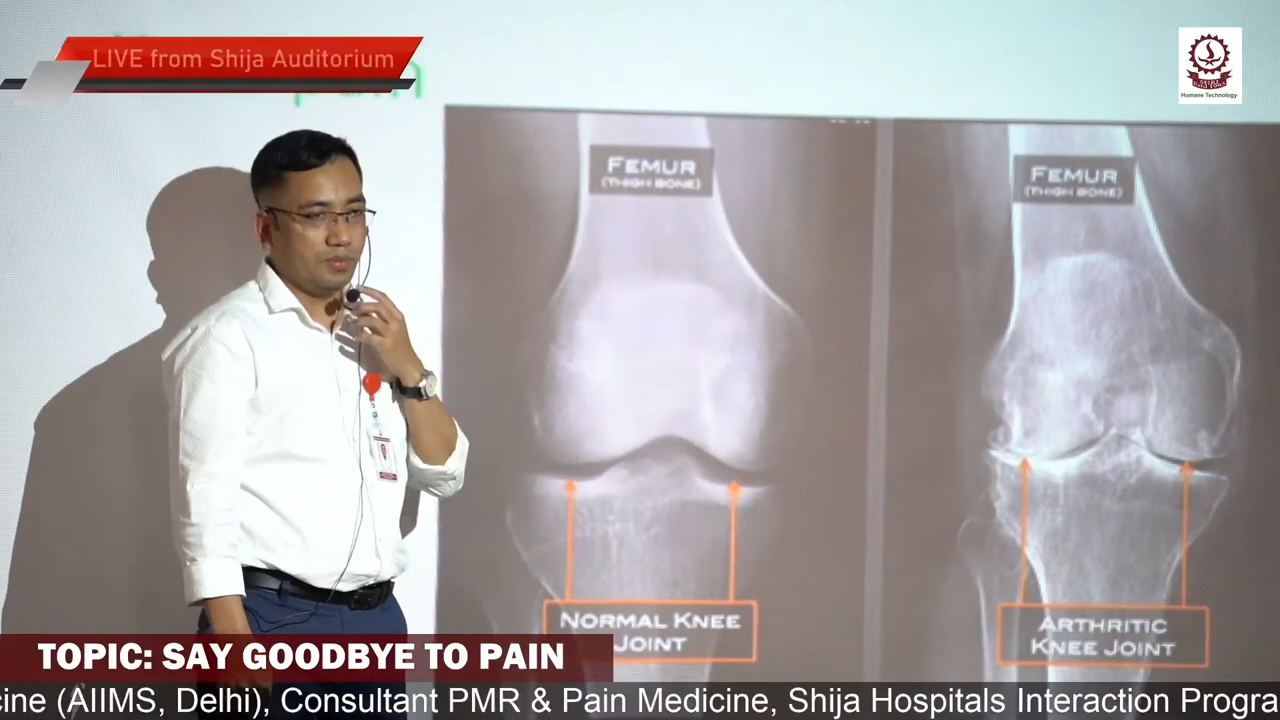 LIVE from Shija Auditorium
Humane Technology
FEMUR
(THIGH BONE)
FEMUR
(THIGH BONE)
NORMAL KNEE
JOINT
ARTHRITIC
KNEE JOINT
TOPIC: SAY GOODBYE TO PAIN
cine (AIIMS, Delhi), Consultant PMR & Pain Medicine, Shija Hospitals Interaction Progra